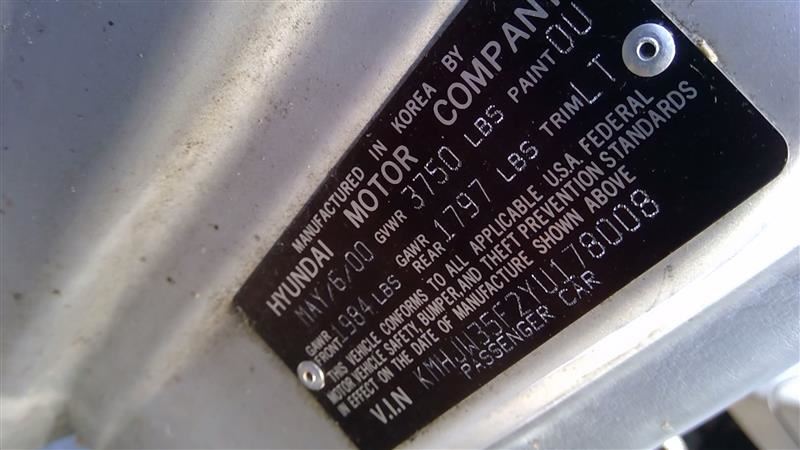 MANUFACTURED IN KOREA BY
HYUNDAI MOTOR COMPANY
MAY/6/00 GVWR 3750 LBS PAINT OU
GAWR FRONT 1984 LBS GAWR REAR 1797 LBS TRIM LT
THIS VEHICLE CONFORMS TO ALL APPLICABLE U.S.A. FEDERAL
MOTOR VEHICLE SAFETY, BUMPER, AND THEFT PREVENTION STANDARDS
IN EFFECT ON THE DATE OF MANUFACTURE SHOWN ABOVE
V.I.N KMHJW35F2YU178008
PASSENGER CAR